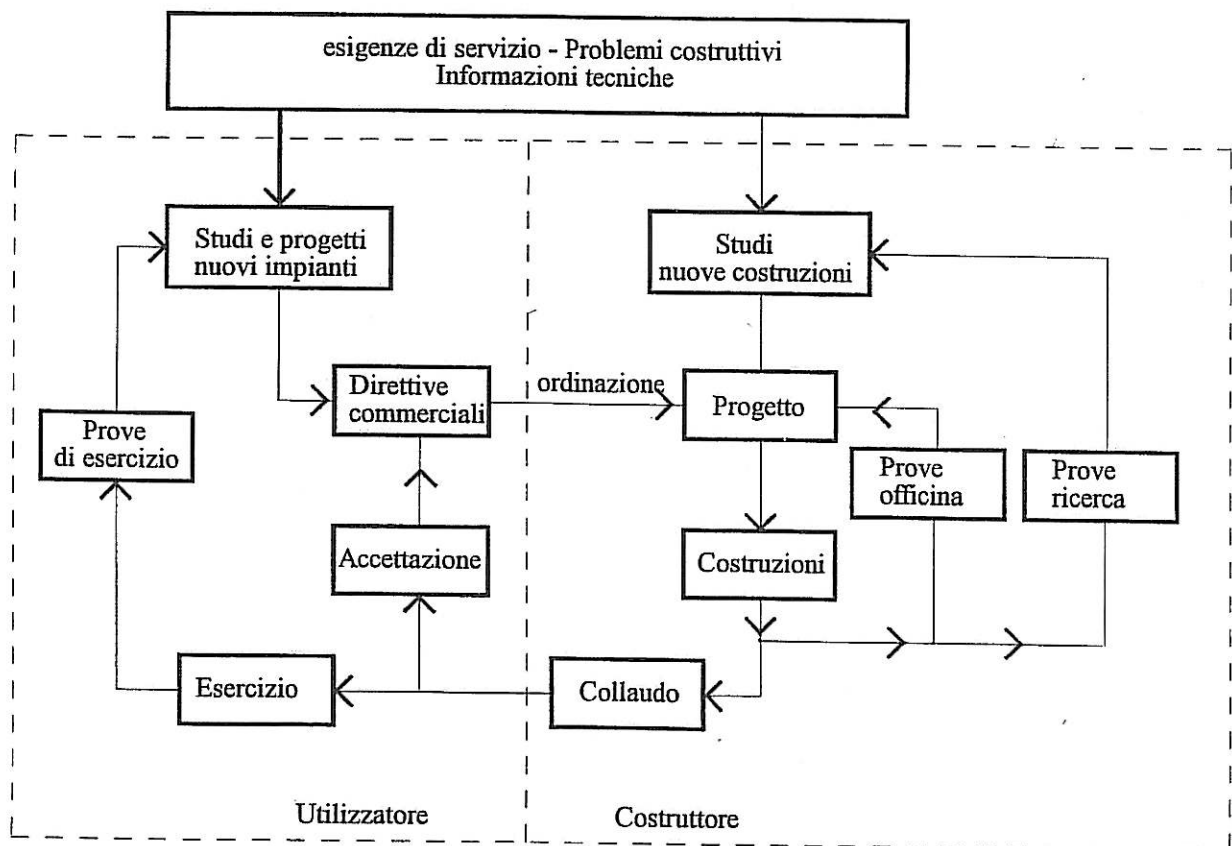 esigenze di servizio - Problemi costruttivi
Informazioni tecniche
Studi e progetti
nuovi impianti
Studi
nuove costruzioni
Direttive
commerciali
ordinazione
Progetto
Prove
di esercizio
Prove
officina
Prove
ricerca
Accettazione
Costruzioni
Esercizio
Collaudo
Utilizzatore
Costruttore